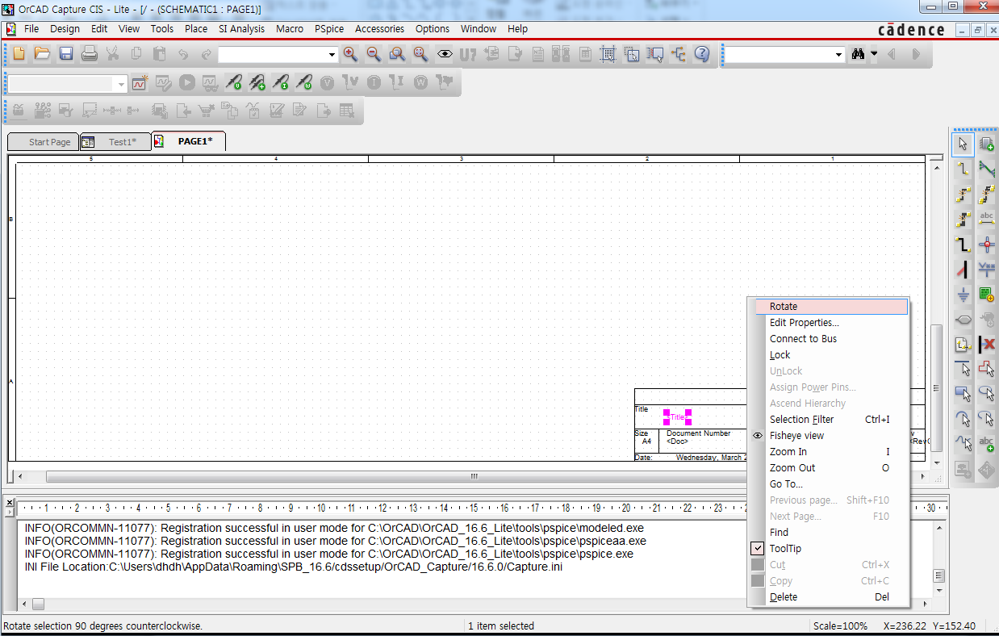 OrCAD Capture CIS - Lite - [/ - (SCHEMATIC1 : PAGE1)]
File Design Edit View Tools Place SI Analysis Macro PSpice Accessories Options Window Help
cādence
Start Page Test1* PAGE1*
5 4 3 2 1
B
A
Title
<Title>
Size
A4
Document Number
<Doc>
v
<Rev
Date: Wednesday, March 2
Rotate
Edit Properties...
Connect to Bus
Lock
UnLock
Assign Power Pins...
Ascend Hierarchy
Selection Filter Ctrl+I
Fisheye view
Zoom In I
Zoom Out O
Go To...
Previous page... Shift+F10
Next Page... F10
Find
ToolTip
Cut Ctrl+X
Copy Ctrl+C
Delete Del
1 2 3 4 5 6 7 8 9 10 11 12 13 14 15 16 17 18 19 20 21 22 23 30
INFO(ORCOMMN-11077): Registration successful in user mode for C:\OrCAD\OrCAD_16.6_Lite\tools\pspice\modeled.exe
INFO(ORCOMMN-11077): Registration successful in user mode for C:\OrCAD\OrCAD_16.6_Lite\tools\pspice\pspiceaa.exe
INFO(ORCOMMN-11077): Registration successful in user mode for C:\OrCAD\OrCAD_16.6_Lite\tools\pspice\pspice.exe
INI File Location:C:\Users\dhdh\AppData\Roaming\SPB_16.6/cdssetup/OrCAD_Capture/16.6.0/Capture.ini
Rotate selection 90 degrees counterclockwise. 1 item selected Scale=100% X=236.22 Y=152.40